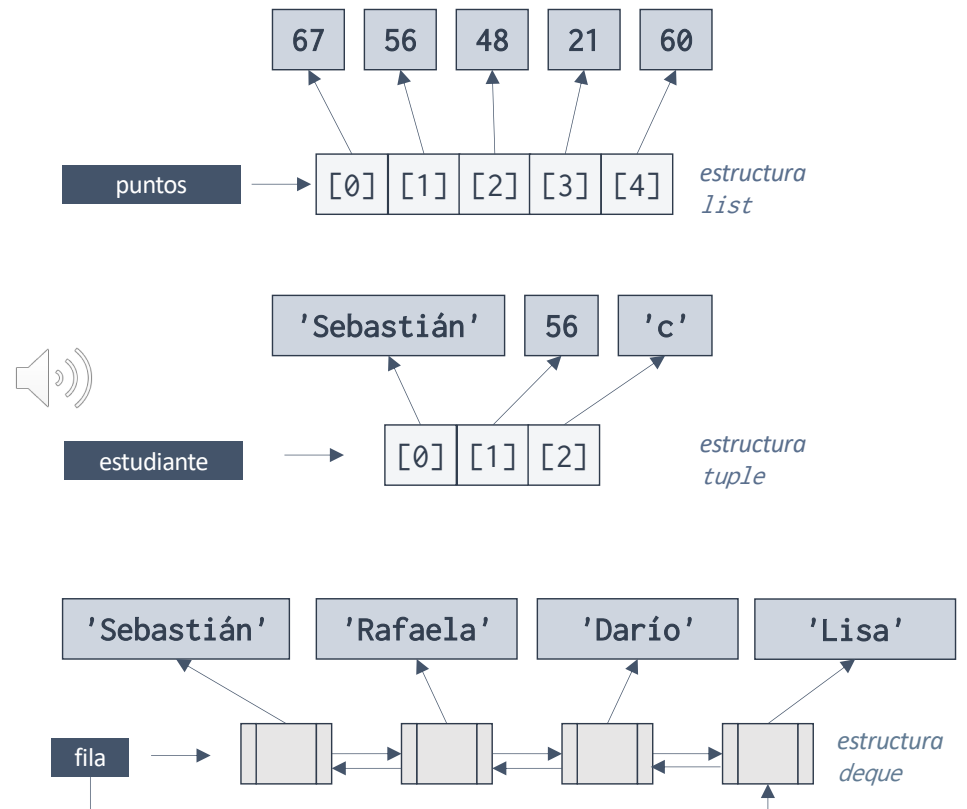 67 56 48 21 60
puntos [0] [1] [2] [3] [4] estructura
list
'Sebastián' 56 'c'
estudiante [0] [1] [2] estructura
tuple
'Sebastián' 'Rafaela' 'Darío' 'Lisa'
fila estructura
deque